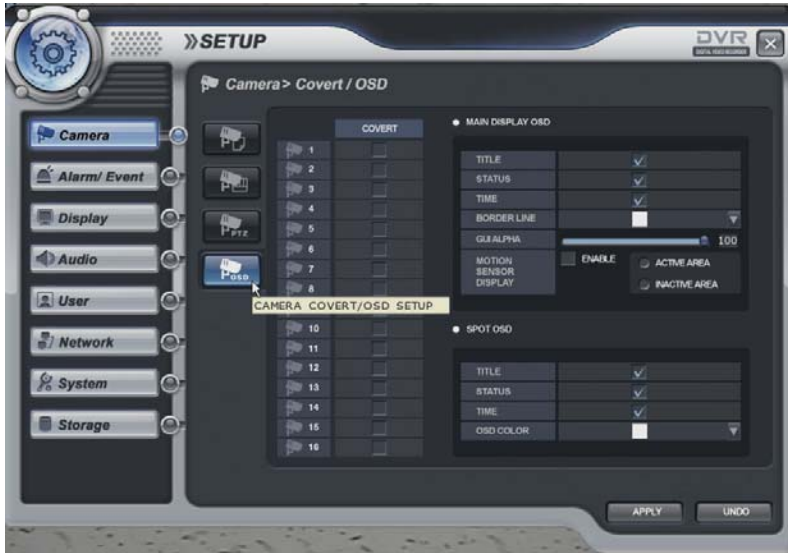 »SETUP
DVR
DIGITAL VIDEO RECORDER
Camera> Covert / OSD
Camera
Alarm/ Event
Display
Audio
User
Network
System
Storage
P
P
PTZ
P OSD
CAMERA COVERT/OSD SETUP
COVERT
1
2
3
4
5
6
7
8
10
11
12
13
14
15
16
MAIN DISPLAY OSD
TITLE
STATUS
TIME
BORDER LINE
GUI ALPHA 100
MOTION SENSOR DISPLAY
ENABLE
ACTIVE AREA
INACTIVE AREA
SPOT OSD
TITLE
STATUS
TIME
OSD COLOR
APPLY
UNDO